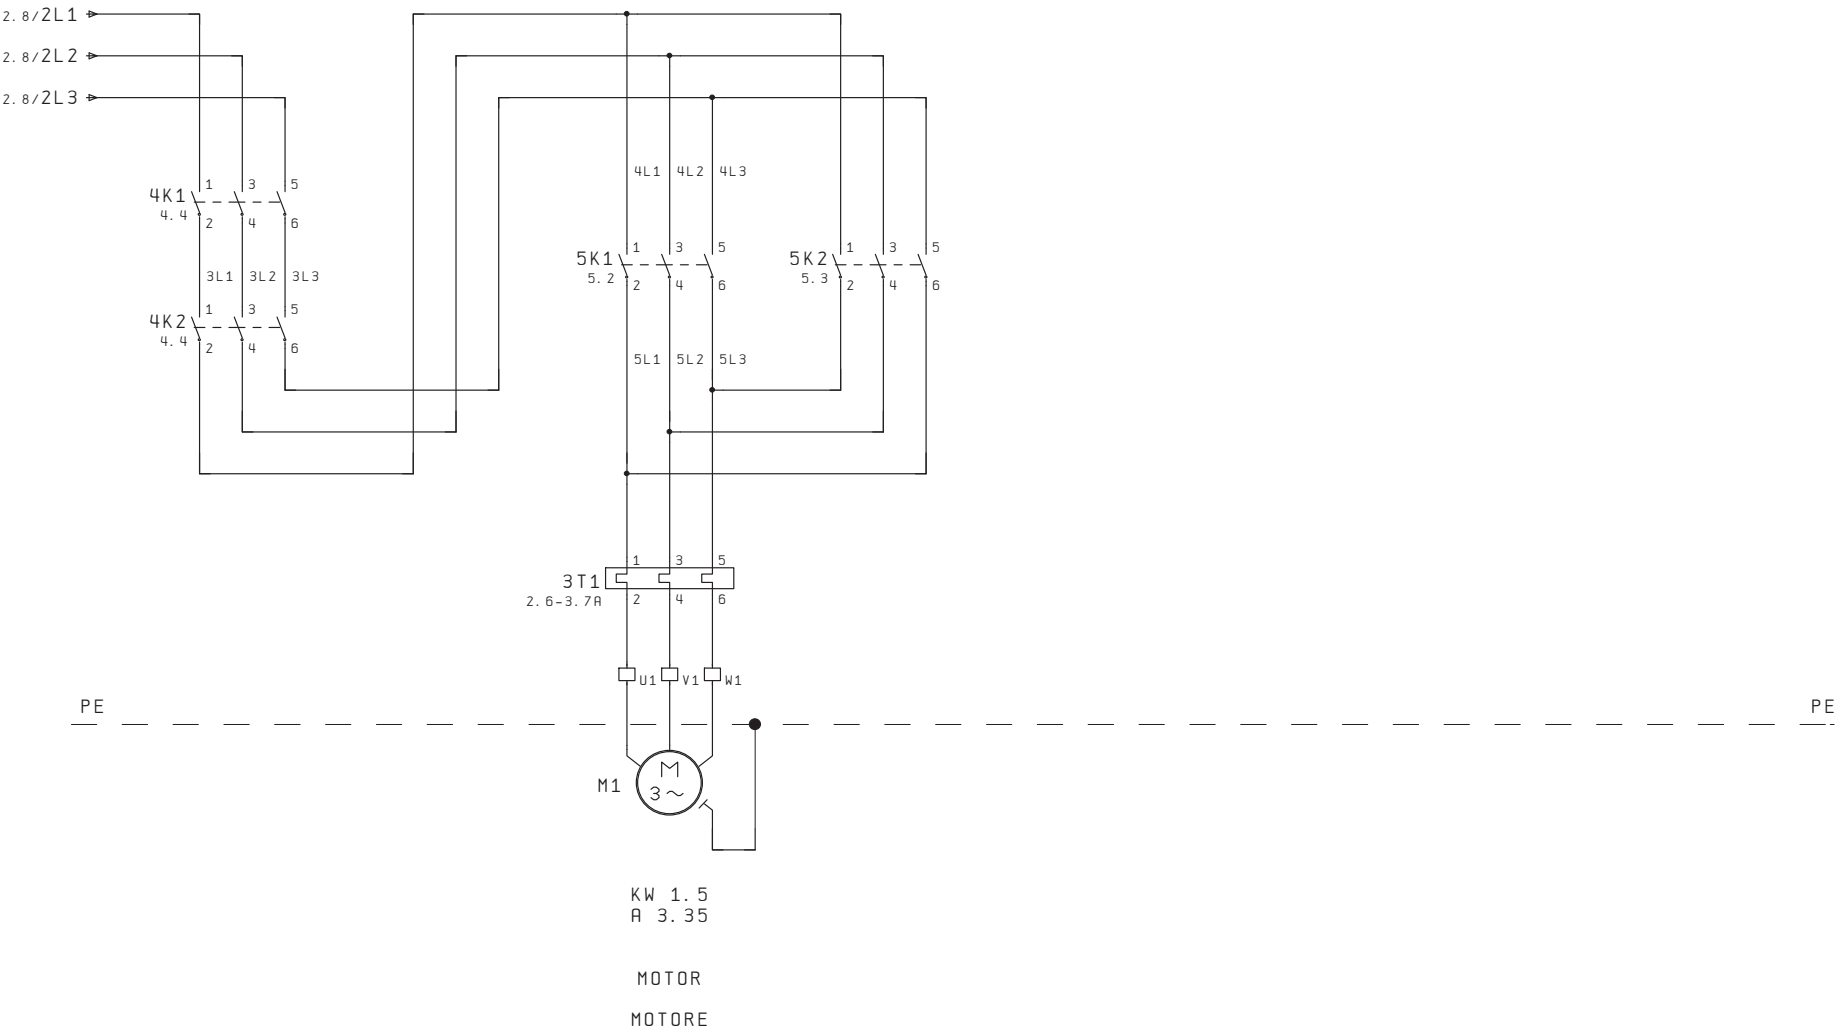 2.8/2L1
2.8/2L2
2.8/2L3
4L1 4L2 4L3
1 3 5
4K1
4.4
2 4 6
1 3 5 1 3 5
5K1 5K2
5.2 5.3
2 4 6 2 4 6
3L1 3L2 3L3
1 3 5
4K2
4.4
2 4 6
5L1 5L2 5L3
1 3 5
3T1
2.6-3.7A
2 4 6
U1 V1 W1
PE PE
M
M1
3~
KW 1.5
A 3.35
MOTOR
MOTORE